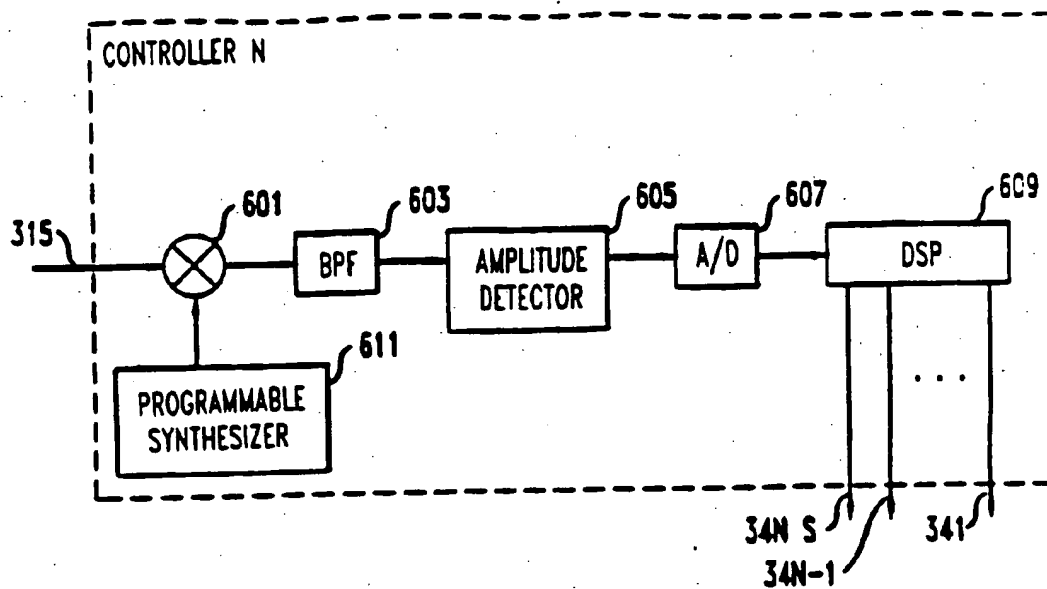 CONTROLLER N
315
601
603
605
607
609
BPF
AMPLITUDE
DETECTOR
A/D
DSP
611
PROGRAMMABLE
SYNTHESIZER
. . .
34N S
34N-1
341